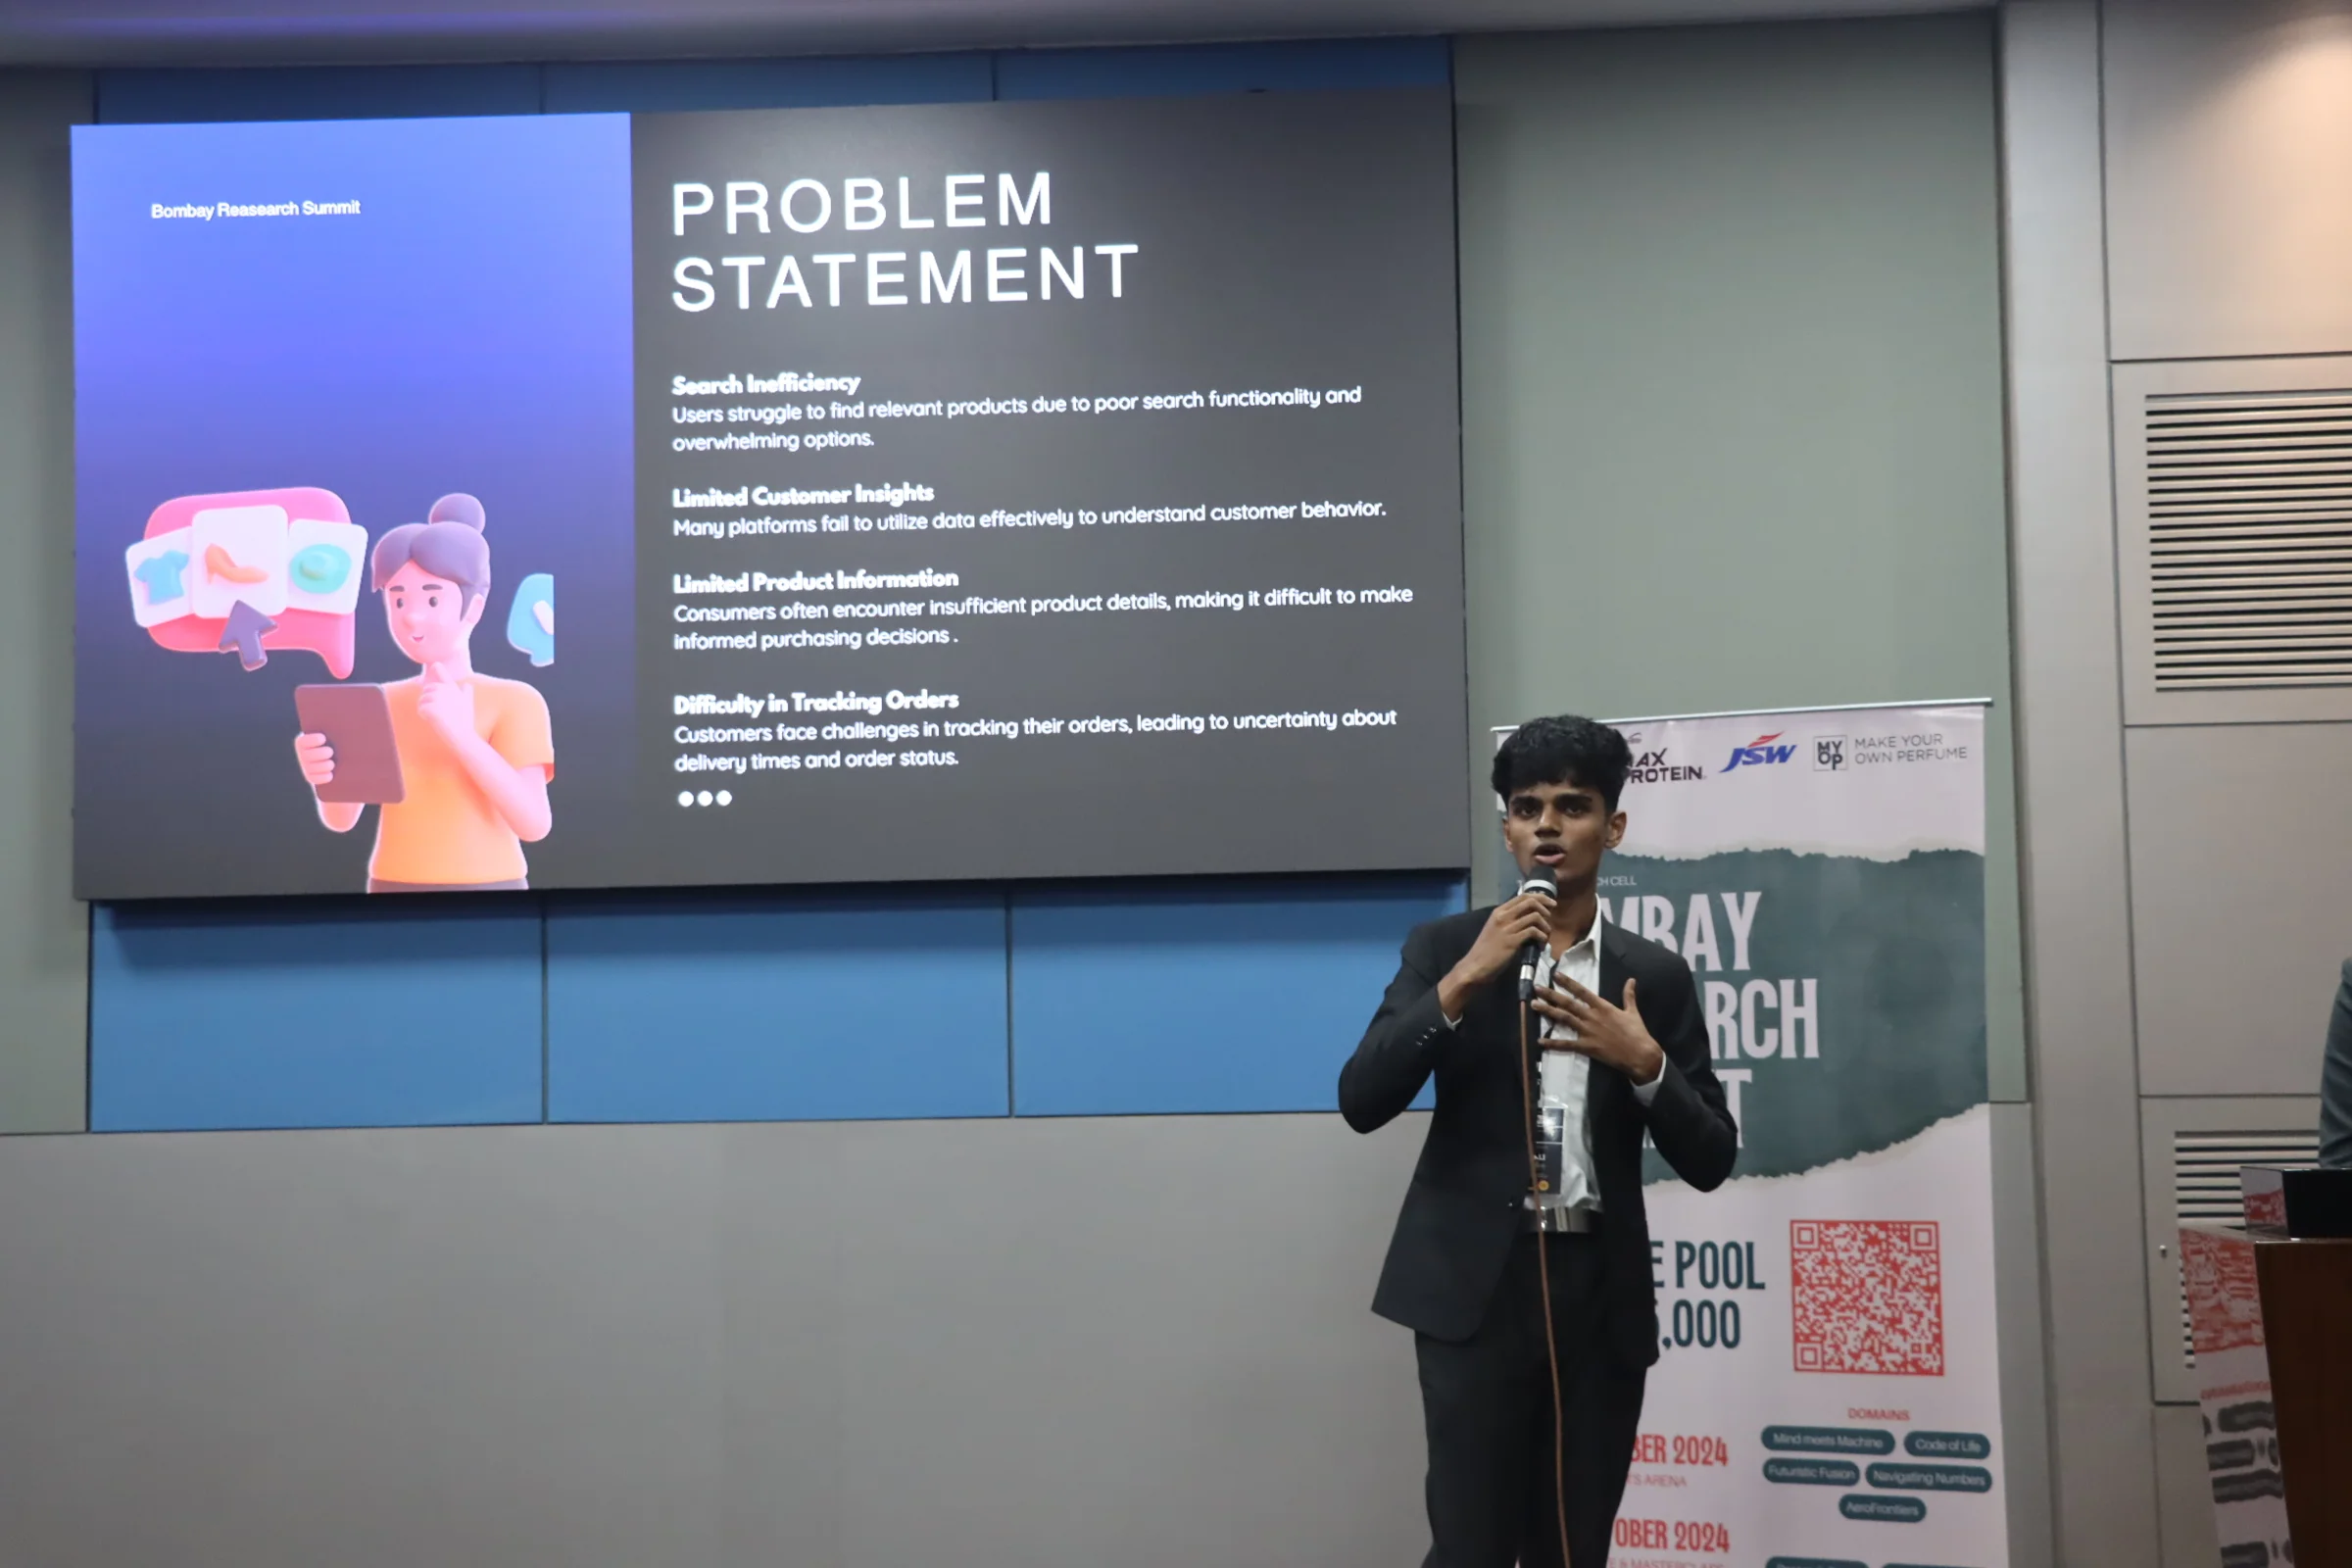 Bombay Reasearch Summit
PROBLEM
STATEMENT
Search Inefficiency
Users struggle to find relevant products due to poor search functionality and
overwhelming options.
Limited Customer Insights
Many platforms fail to utilize data effectively to understand customer behavior.
Limited Product Information
Consumers often encounter insufficient product details, making it difficult to make
informed purchasing decisions .
Difficulty in Tracking Orders
Customers face challenges in tracking their orders, leading to uncertainty about
delivery times and order status.
JSW
MY
OP
MAKE YOUR
OWN PERFUME
CELL
POOL
,000
2024
ARENA
2024
DOMAINS
Mind meets Machine
Code of Life
Futuristic Fusion
Navigating Numbers
AeroFrontiers